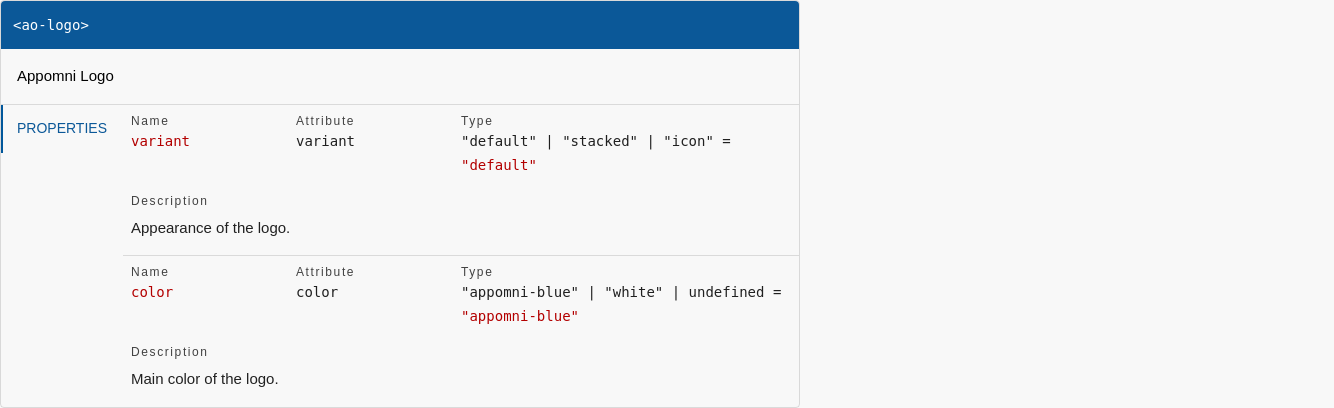 <ao-logo>
Appomni Logo
PROPERTIES
Name Attribute Type
variant variant "default" | "stacked" | "icon" =
"default"
Description
Appearance of the logo.
Name Attribute Type
color color "appomni-blue" | "white" | undefined =
"appomni-blue"
Description
Main color of the logo.